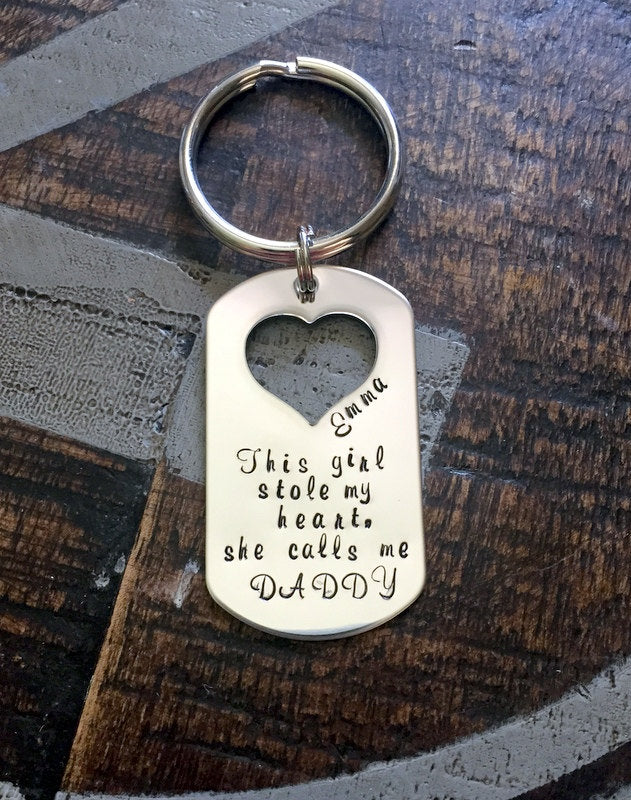 Emma
This girl
stole my
heart,
she calls me
DADDY